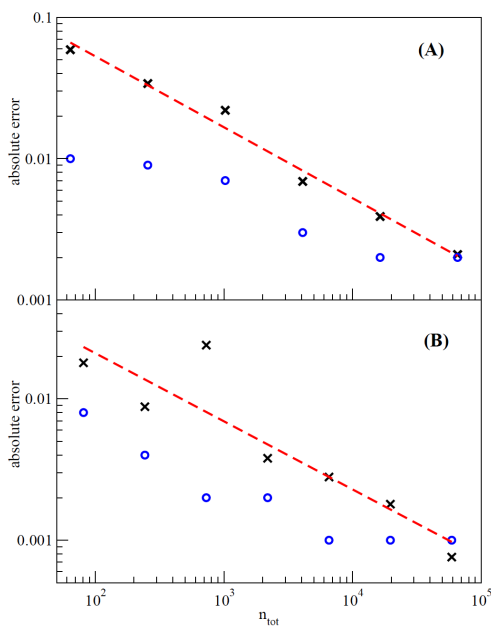 0.1
(A)
absolute error
0.01
0.001
(B)
absolute error
0.01
0.001
10^2
10^3
10^4
10^5
n_tot